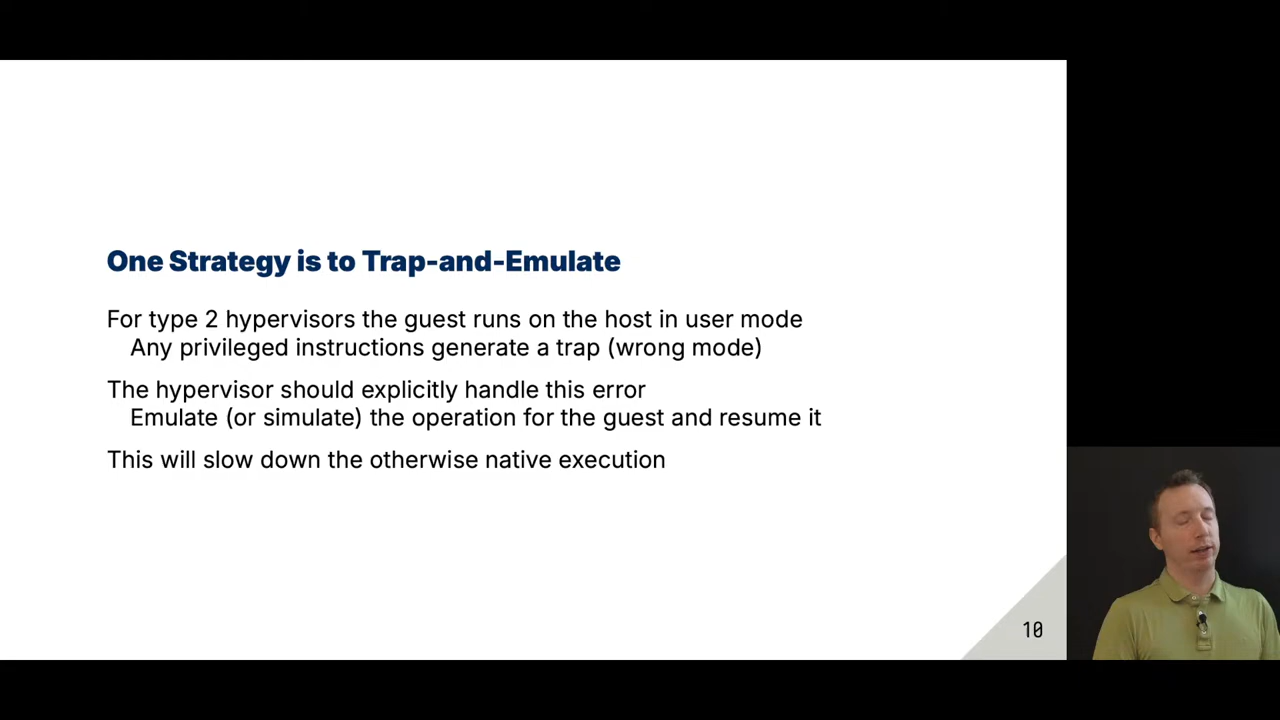 One Strategy is to Trap-and-Emulate
For type 2 hypervisors the guest runs on the host in user mode
Any privileged instructions generate a trap (wrong mode)
The hypervisor should explicitly handle this error
Emulate (or simulate) the operation for the guest and resume it
This will slow down the otherwise native execution
10